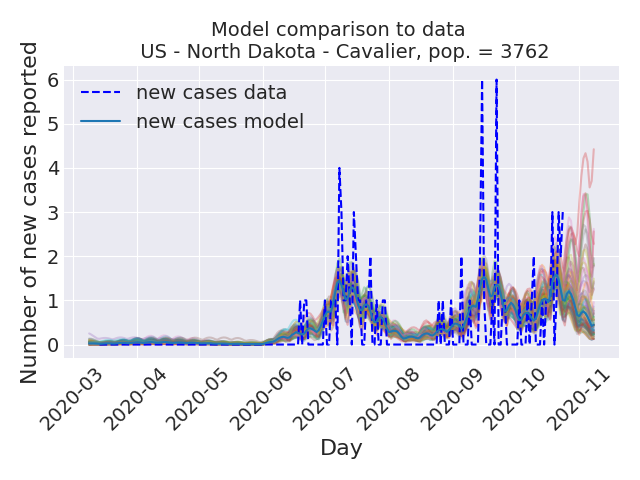 Model comparison to data
US - North Dakota - Cavalier, pop. = 3762
Number of new cases reported
6
5
4
3
2
1
0
new cases data
new cases model
2020-03
2020-04
2020-05
2020-06
2020-07
2020-08
2020-09
2020-10
2020-11
Day